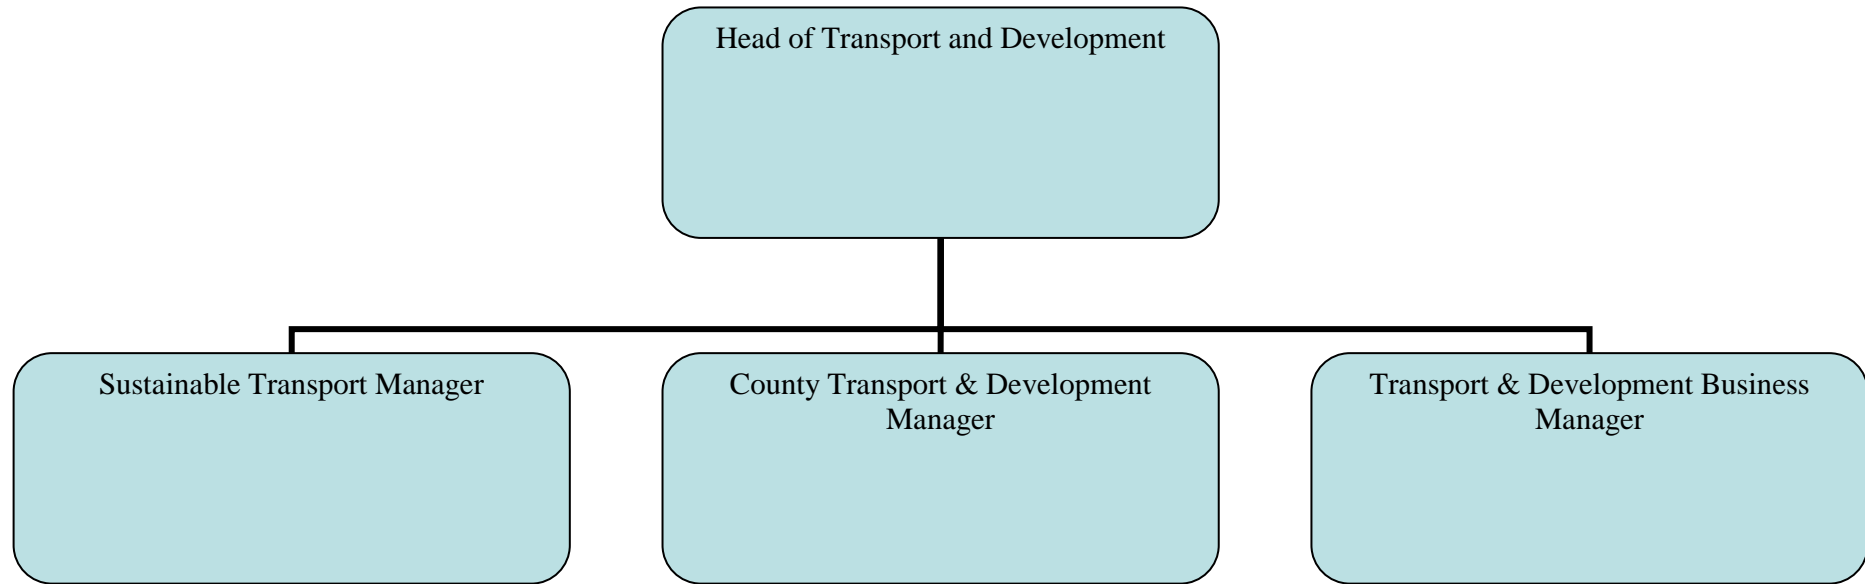 Head of Transport and Development
Sustainable Transport Manager
County Transport & Development
Manager
Transport & Development Business
Manager